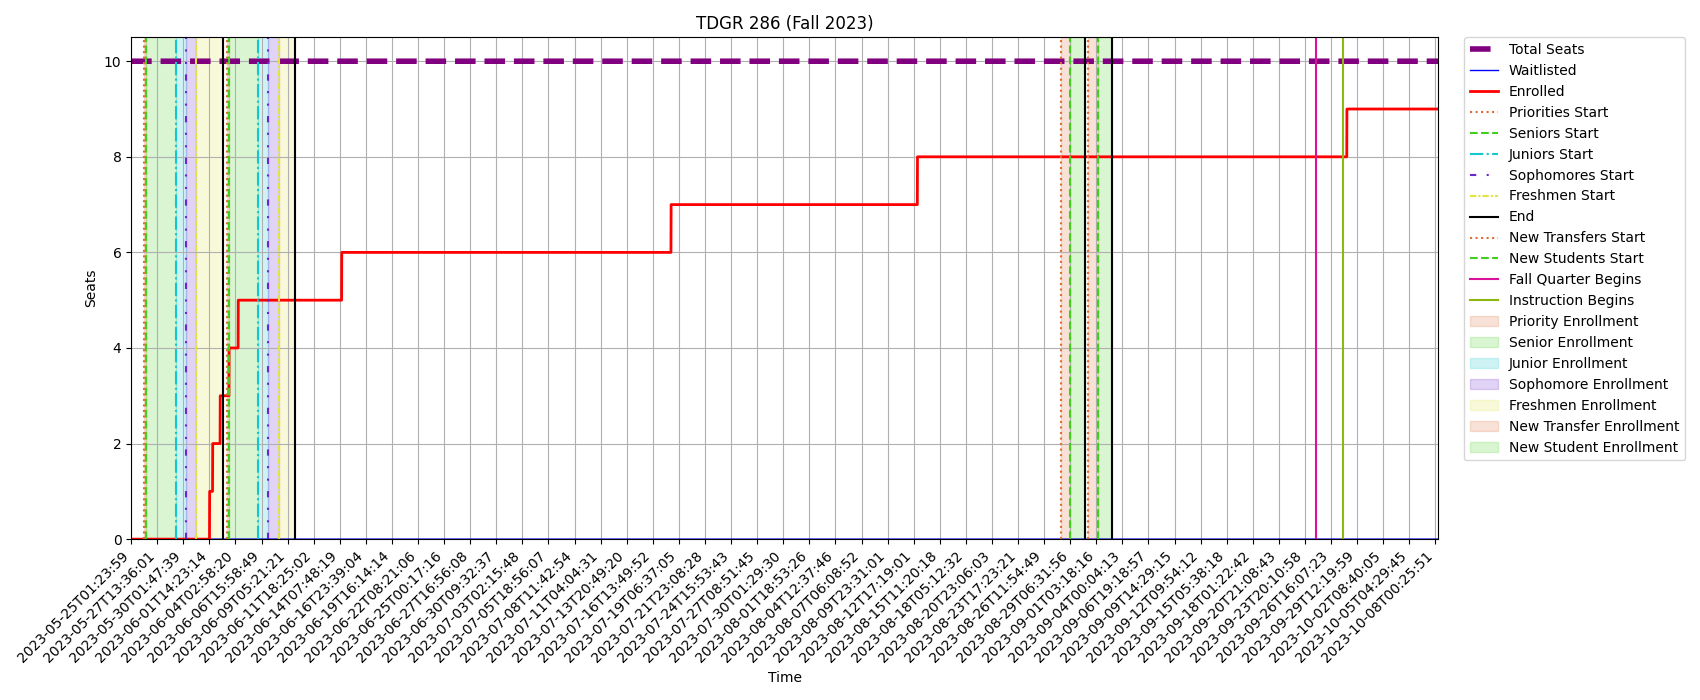 TDGR 286 (Fall 2023)
10
8
6
4
2
0
Seats
2023-05-25T01:23:59
2023-05-27T13:36:01
2023-05-30T01:47:39
2023-06-01T14:23:14
2023-06-04T02:58:20
2023-06-06T15:58:49
2023-06-09T05:21:21
2023-06-11T18:25:02
2023-06-14T07:48:19
2023-06-16T23:39:04
2023-06-19T16:14:14
2023-06-22T08:21:06
2023-06-25T00:17:16
2023-06-27T16:56:08
2023-06-30T09:32:37
2023-07-03T02:15:48
2023-07-05T18:56:07
2023-07-08T11:42:54
2023-07-11T04:04:31
2023-07-13T20:49:20
2023-07-16T13:49:52
2023-07-19T06:37:05
2023-07-21T23:08:28
2023-07-24T15:53:43
2023-07-27T08:51:45
2023-07-30T01:29:30
2023-08-01T18:53:26
2023-08-04T12:37:46
2023-08-07T06:08:52
2023-08-09T23:31:01
2023-08-12T17:19:01
2023-08-15T11:20:18
2023-08-18T05:12:32
2023-08-20T23:06:03
2023-08-23T17:23:21
2023-08-26T11:54:49
2023-08-29T06:31:56
2023-09-01T03:18:16
2023-09-04T00:04:13
2023-09-06T19:18:57
2023-09-09T14:29:15
2023-09-12T09:54:12
2023-09-15T05:38:19
2023-09-18T01:22:42
2023-09-20T21:08:43
2023-09-23T20:10:58
2023-09-26T16:07:23
2023-09-29T12:19:59
2023-10-02T08:40:05
2023-10-05T04:29:45
2023-10-08T00:25:51
Time
Total Seats
Waitlisted
Enrolled
Priorities Start
Seniors Start
Juniors Start
Sophomores Start
Freshmen Start
End
New Transfers Start
New Students Start
Fall Quarter Begins
Instruction Begins
Priority Enrollment
Senior Enrollment
Junior Enrollment
Sophomore Enrollment
Freshmen Enrollment
New Transfer Enrollment
New Student Enrollment